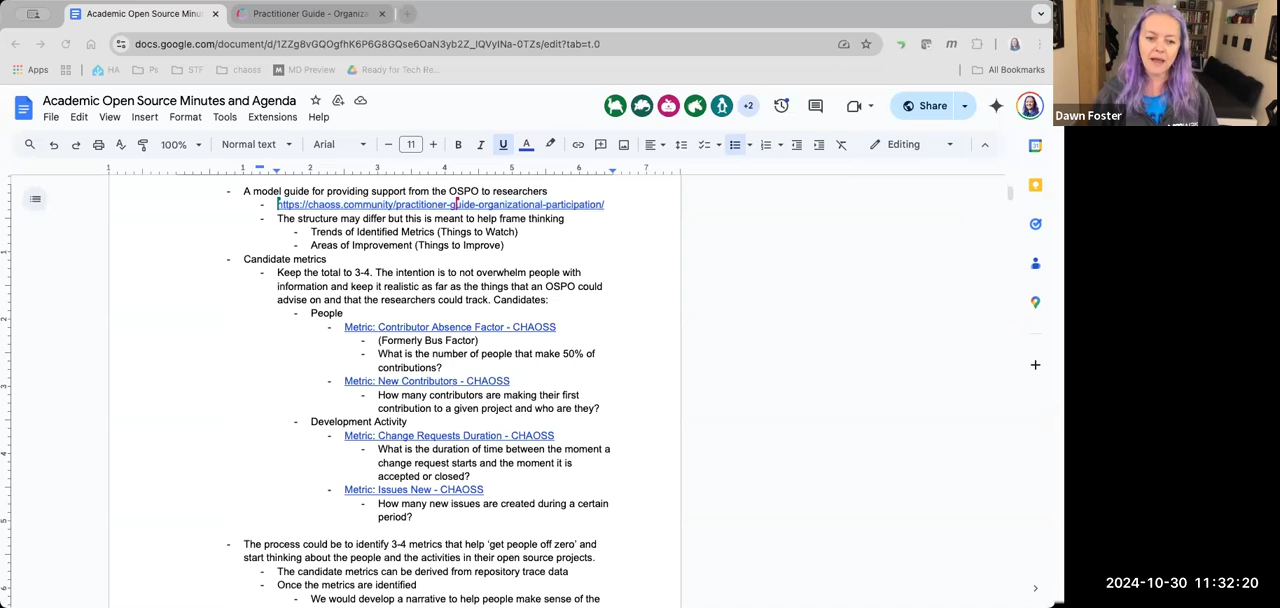 Academic Open Source Minut
Practitioner Guide - Organiza
docs.google.com/document/d/1ZZg8vGQOgfhK6P6G8GQse6OaN3yb2Z_IQVyINa-0TZs/edit?tab=t.0
Apps
HA
Ps
STF
chaoss
MD Preview
Ready for Tech Re...
All Bookmarks
Dawn Foster
Academic Open Source Minutes and Agenda
File Edit View Insert Format Tools Extensions Help
+2
Share
100%
Normal text
Arial
11
Editing
1 1 2 3 4 5 6 7
- A model guide for providing support from the OSPO to researchers
- https://chaoss.community/practitioner-guide-organizational-participation/
- The structure may differ but this is meant to help frame thinking
- Trends of Identified Metrics (Things to Watch)
- Areas of Improvement (Things to Improve)
- Candidate metrics
- Keep the total to 3-4. The intention is to not overwhelm people with
information and keep it realistic as far as the things that an OSPO could
advise on and that the researchers could track. Candidates:
- People
- Metric: Contributor Absence Factor - CHAOSS
- (Formerly Bus Factor)
- What is the number of people that make 50% of
contributions?
- Metric: New Contributors - CHAOSS
- How many contributors are making their first
contribution to a given project and who are they?
- Development Activity
- Metric: Change Requests Duration - CHAOSS
- What is the duration of time between the moment a
change request starts and the moment it is
accepted or closed?
- Metric: Issues New - CHAOSS
- How many new issues are created during a certain
period?
- The process could be to identify 3-4 metrics that help ‘get people off zero’ and
start thinking about the people and the activities in their open source projects.
- The candidate metrics can be derived from repository trace data
- Once the metrics are identified
- We would develop a narrative to help people make sense of the
2024-10-30 11:32:20